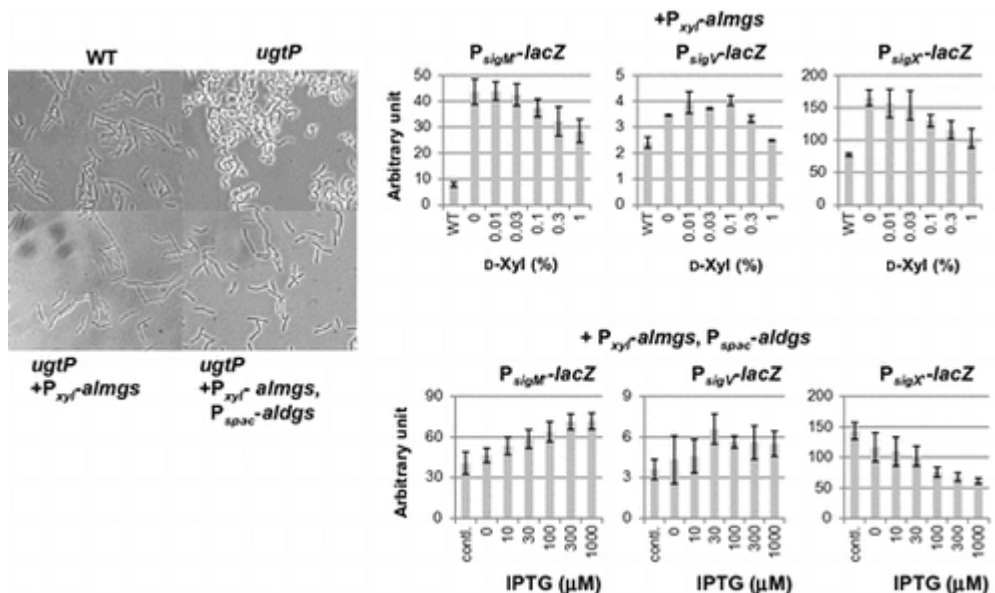 WT
ugtP
ugtP
+Pxyl-almgs
ugtP
+Pxyl- almgs,
Pspac-aldgs
+Pxyl-almgs
PsigM-lacZ
PsigV-lacZ
PsigX-lacZ
Arbitrary unit
50
40
30
20
10
0
5
4
3
2
1
0
200
150
100
50
0
WT 0 0.01 0.03 0.1 0.3 1
WT 0 0.01 0.03 0.1 0.3 1
WT 0 0.01 0.03 0.1 0.3 1
D-Xyl (%)
D-Xyl (%)
D-Xyl (%)
+ Pxyl-almgs, Pspac-aldgs
PsigM-lacZ
PsigV-lacZ
PsigX-lacZ
Arbitrary unit
90
60
30
0
9
6
3
0
200
150
100
50
0
contl. 0 10 30 100 300 1000
contl. 0 10 30 100 300 1000
contl. 0 10 30 100 300 1000
IPTG (μM)
IPTG (μM)
IPTG (μM)